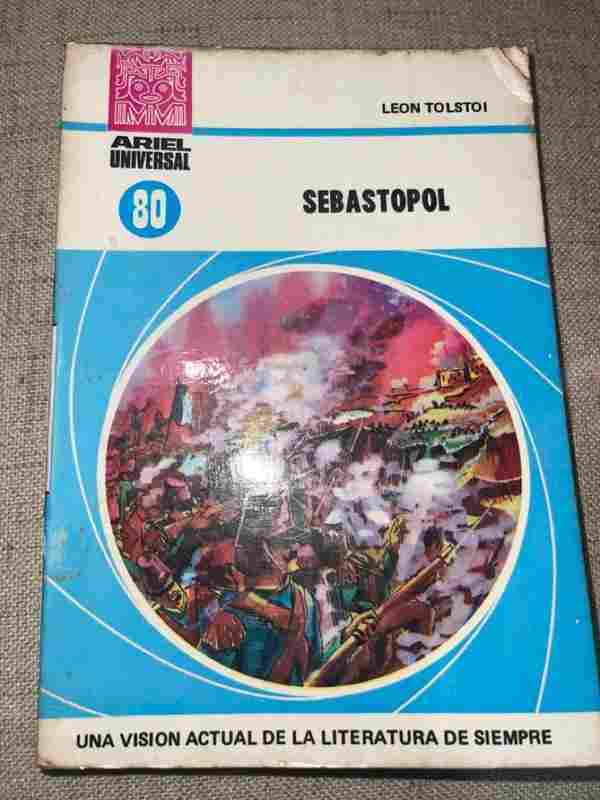 LEON TOLSTOI
ARIEL
UNIVERSAL
80
SEBASTOPOL
UNA VISION ACTUAL DE LA LITERATURA DE SIEMPRE